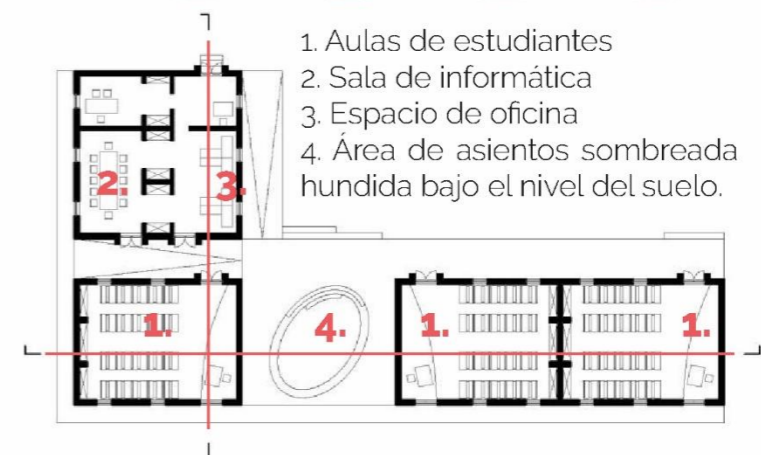 1. Aulas de estudiantes
2. Sala de informática
3. Espacio de oficina
4. Área de asientos sombreada
hundida bajo el nivel del suelo.
2.
3.
1.
4.
1.
1.